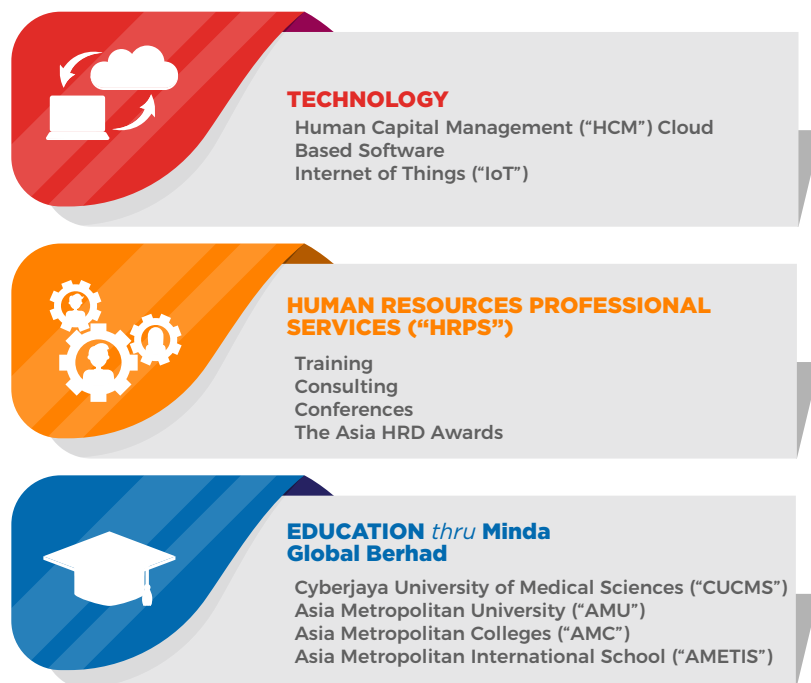 TECHNOLOGY
Human Capital Management (“HCM”) Cloud
Based Software
Internet of Things (“IoT”)
HUMAN RESOURCES PROFESSIONAL
SERVICES (“HRPS”)
Training
Consulting
Conferences
The Asia HRD Awards
EDUCATION thru Minda
Global Berhad
Cyberjaya University of Medical Sciences (“CUCMS”)
Asia Metropolitan University (“AMU”)
Asia Metropolitan Colleges (“AMC”)
Asia Metropolitan International School (“AMETIS”)